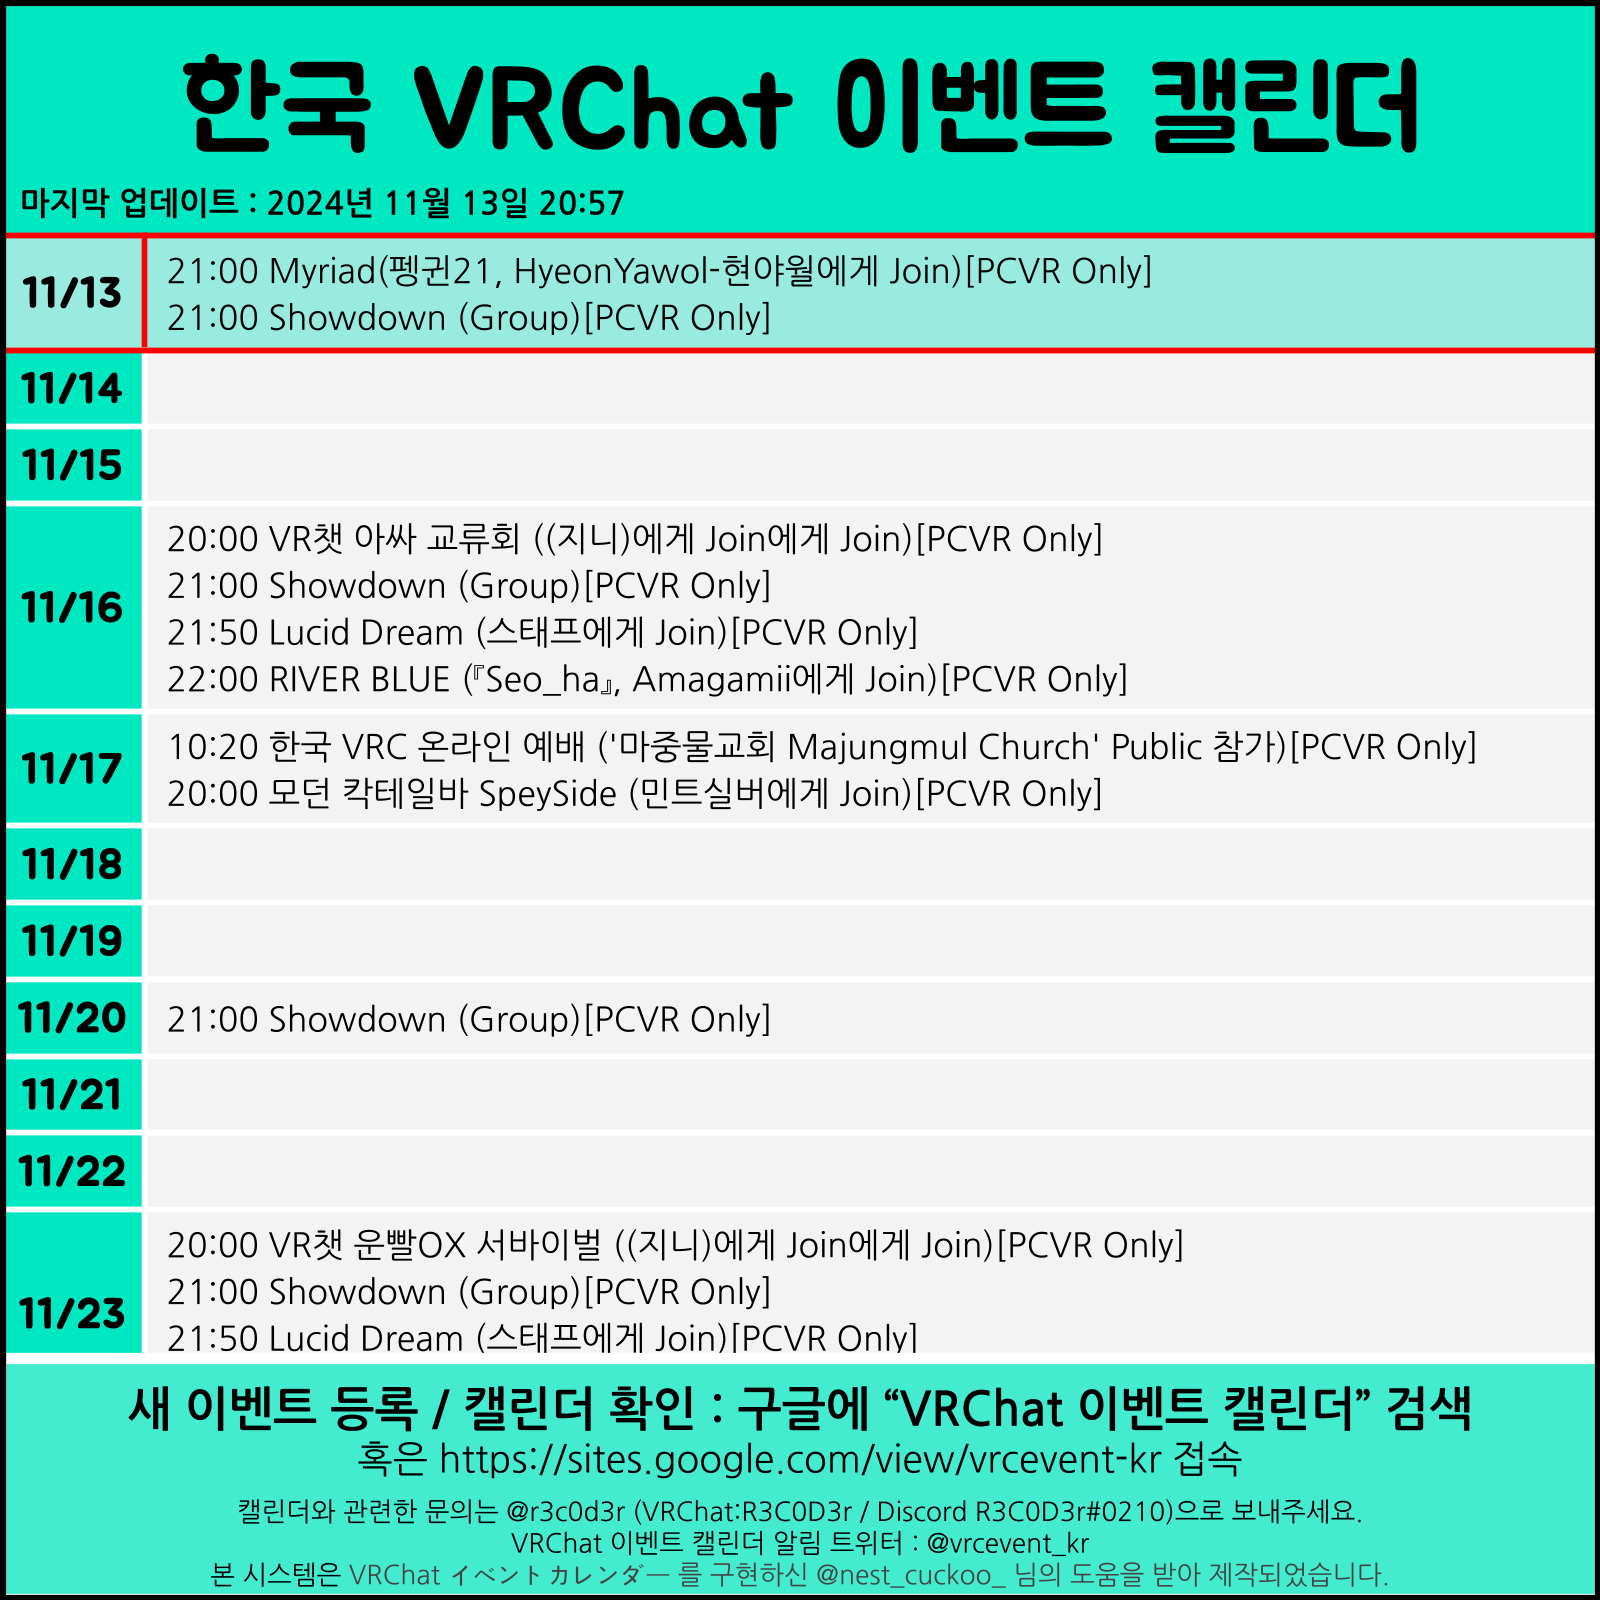 한국 VRChat 이벤트 캘린더
마지막 업데이트 : 2024년 11월 13일 20:57
11/13
21:00 Myriad(펭귄21, HyeonYawol-현야월에게 Join)[PCVR Only]
21:00 Showdown (Group)[PCVR Only]
11/14
11/15
11/16
20:00 VR챗 아싸 교류회 ((지니)에게 Join에게 Join)[PCVR Only]
21:00 Showdown (Group)[PCVR Only]
21:50 Lucid Dream (스태프에게 Join)[PCVR Only]
22:00 RIVER BLUE (『Seo_ha』, Amagamii에게 Join)[PCVR Only]
11/17
10:20 한국 VRC 온라인 예배 ('마중물교회 Majungmul Church' Public 참가)[PCVR Only]
20:00 모던 칵테일바 SpeySide (민트실버에게 Join)[PCVR Only]
11/18
11/19
11/20
21:00 Showdown (Group)[PCVR Only]
11/21
11/22
11/23
20:00 VR챗 운빨OX 서바이벌 ((지니)에게 Join에게 Join)[PCVR Only]
21:00 Showdown (Group)[PCVR Only]
21:50 Lucid Dream (스태프에게 Join)[PCVR Only]
새 이벤트 등록 / 캘린더 확인 : 구글에 “VRChat 이벤트 캘린더” 검색
혹은 https://sites.google.com/view/vrcevent-kr 접속
캘린더와 관련한 문의는 @r3c0d3r (VRChat:R3C0D3r / Discord R3C0D3r#0210)으로 보내주세요.
VRChat 이벤트 캘린더 알림 트위터 : @vrcevent_kr
본 시스템은 VRChat イベントカレンダー 를 구현하신 @nest_cuckoo_ 님의 도움을 받아 제작되었습니다.